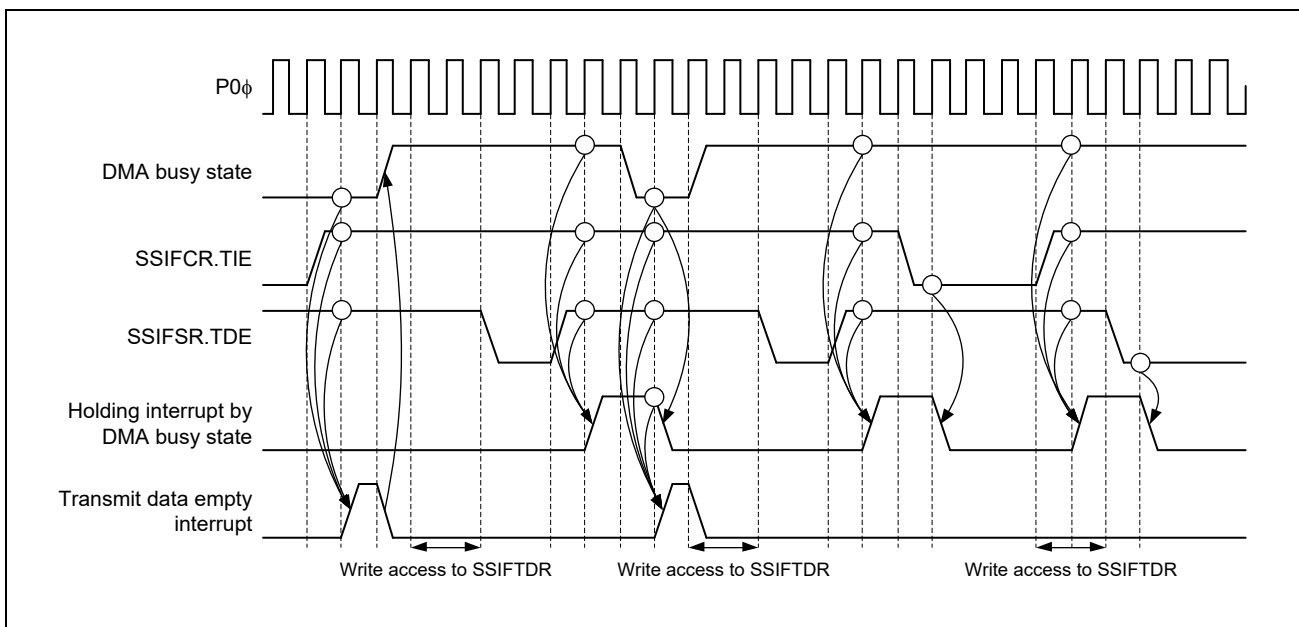 P0ϕ
DMA busy state
SSIFCR.TIE
SSIFSR.TDE
Holding interrupt by
DMA busy state
Transmit data empty
interrupt
Write access to SSIFTDR
Write access to SSIFTDR
Write access to SSIFTDR